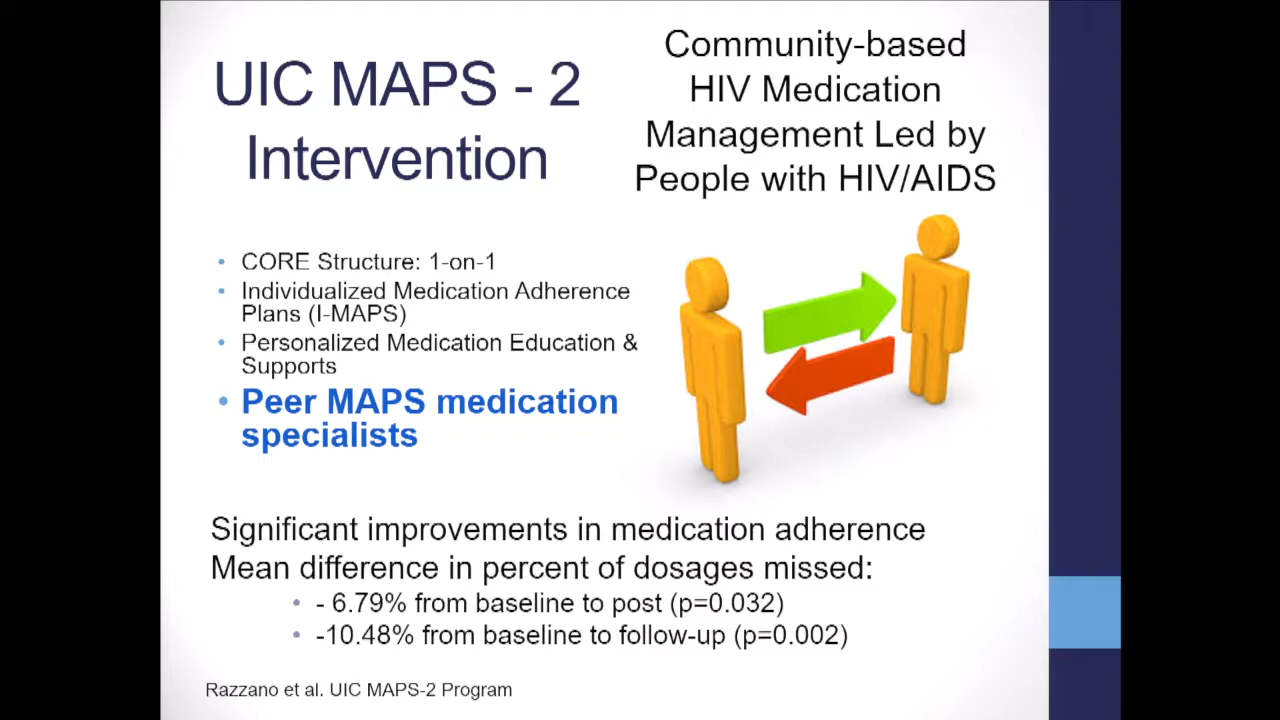 UIC MAPS - 2
Intervention
Community-based
HIV Medication
Management Led by
People with HIV/AIDS
• CORE Structure: 1-on-1
• Individualized Medication Adherence
Plans (I-MAPS)
• Personalized Medication Education &
Supports
• Peer MAPS medication
specialists
Significant improvements in medication adherence
Mean difference in percent of dosages missed:
• - 6.79% from baseline to post (p=0.032)
• -10.48% from baseline to follow-up (p=0.002)
Razzano et al. UIC MAPS-2 Program